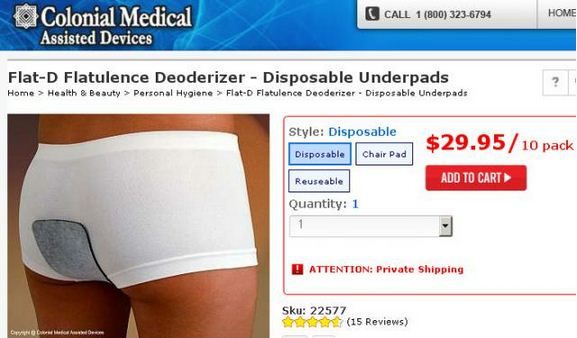 Colonial Medical
Assisted Devices
CALL 1 (800) 323-6794
HOME
Flat-D Flatulence Deoderizer - Disposable Underpads
?
Home > Health & Beauty > Personal Hygiene > Flat-D Flatulence Deoderizer - Disposable Underpads
Style: Disposable
Disposable
Chair Pad
Reuseable
$29.95/10 pack
ADD TO CART
Quantity: 1
1
! ATTENTION: Private Shipping
Sku: 22577
(15 Reviews)
Copyright © Colonial Medical Assisted Devices